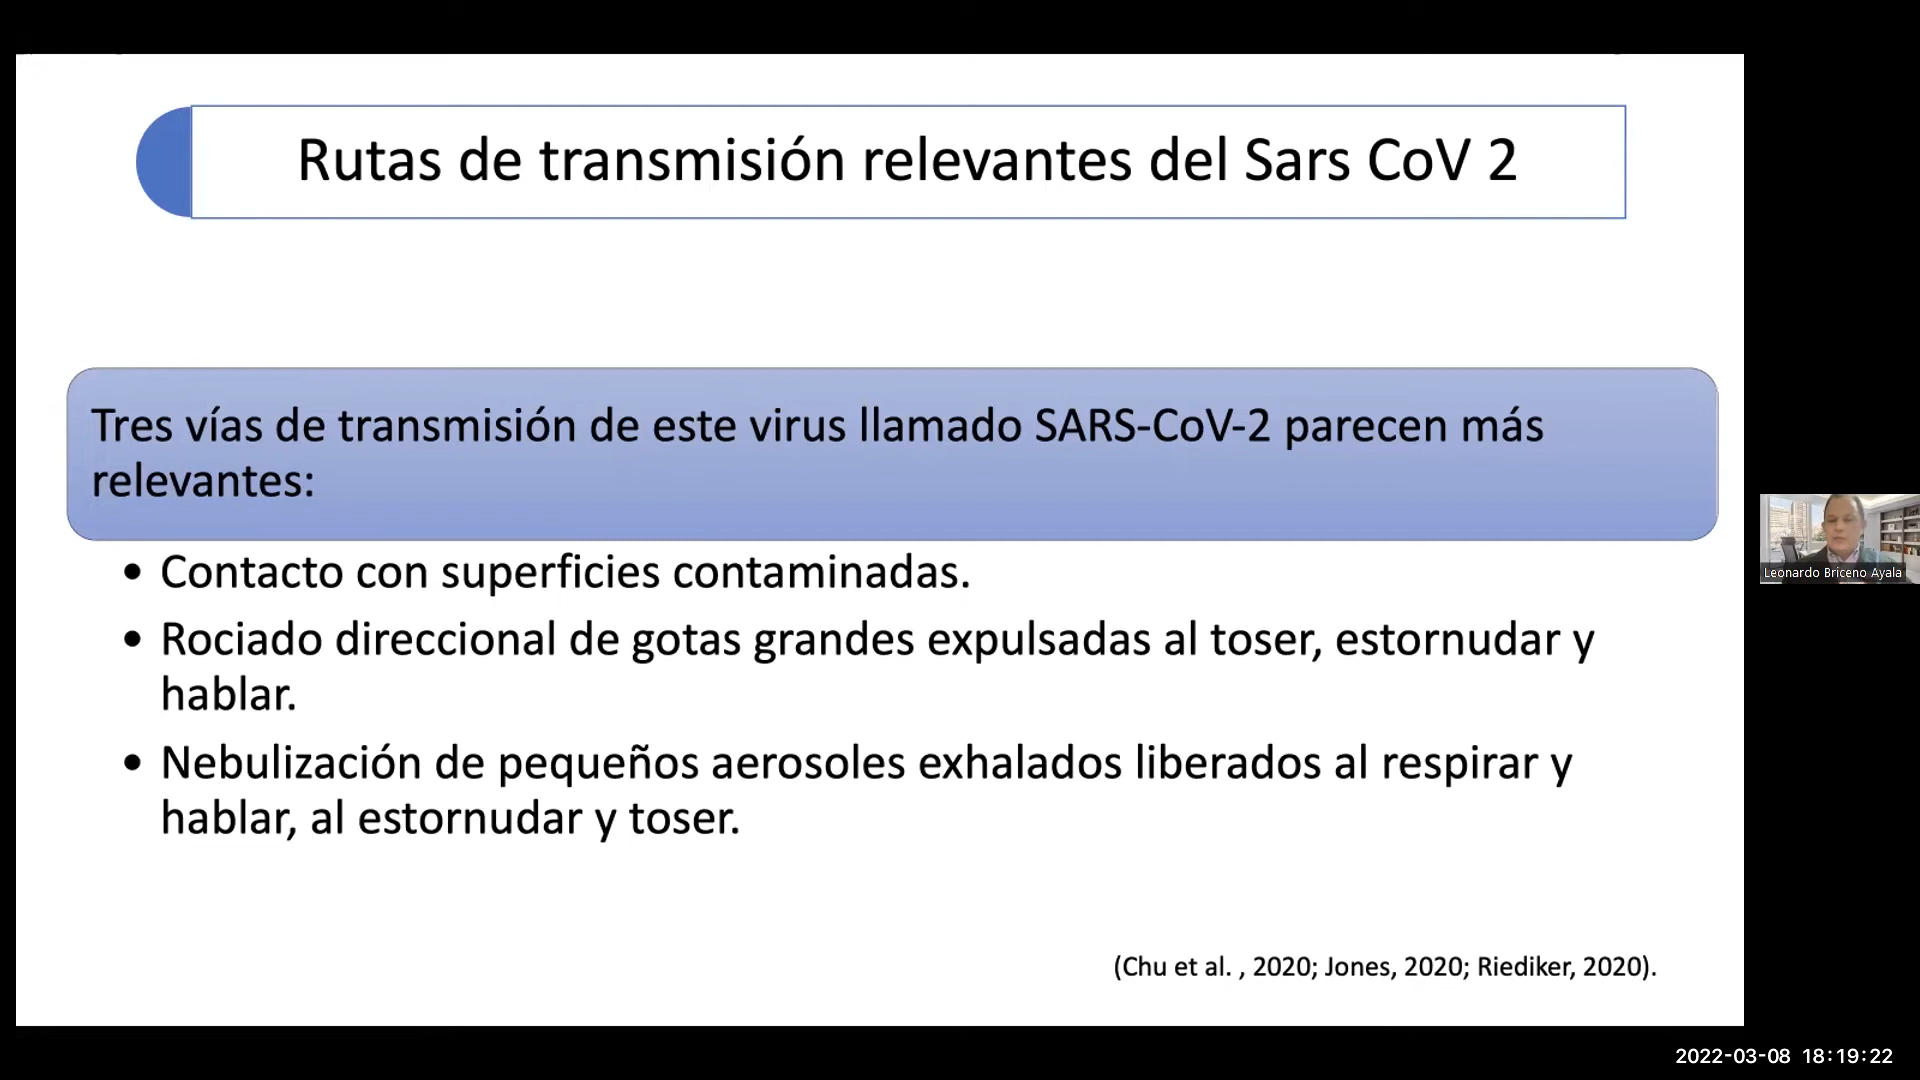 Rutas de transmisión relevantes del Sars CoV 2
Tres vías de transmisión de este virus llamado SARS-CoV-2 parecen más
relevantes:
• Contacto con superficies contaminadas.
• Rociado direccional de gotas grandes expulsadas al toser, estornudar y
hablar.
• Nebulización de pequeños aerosoles exhalados liberados al respirar y
hablar, al estornudar y toser.
(Chu et al. , 2020; Jones, 2020; Riediker, 2020).
Leonardo Briceno Ayala
2022-03-08 18:19:22